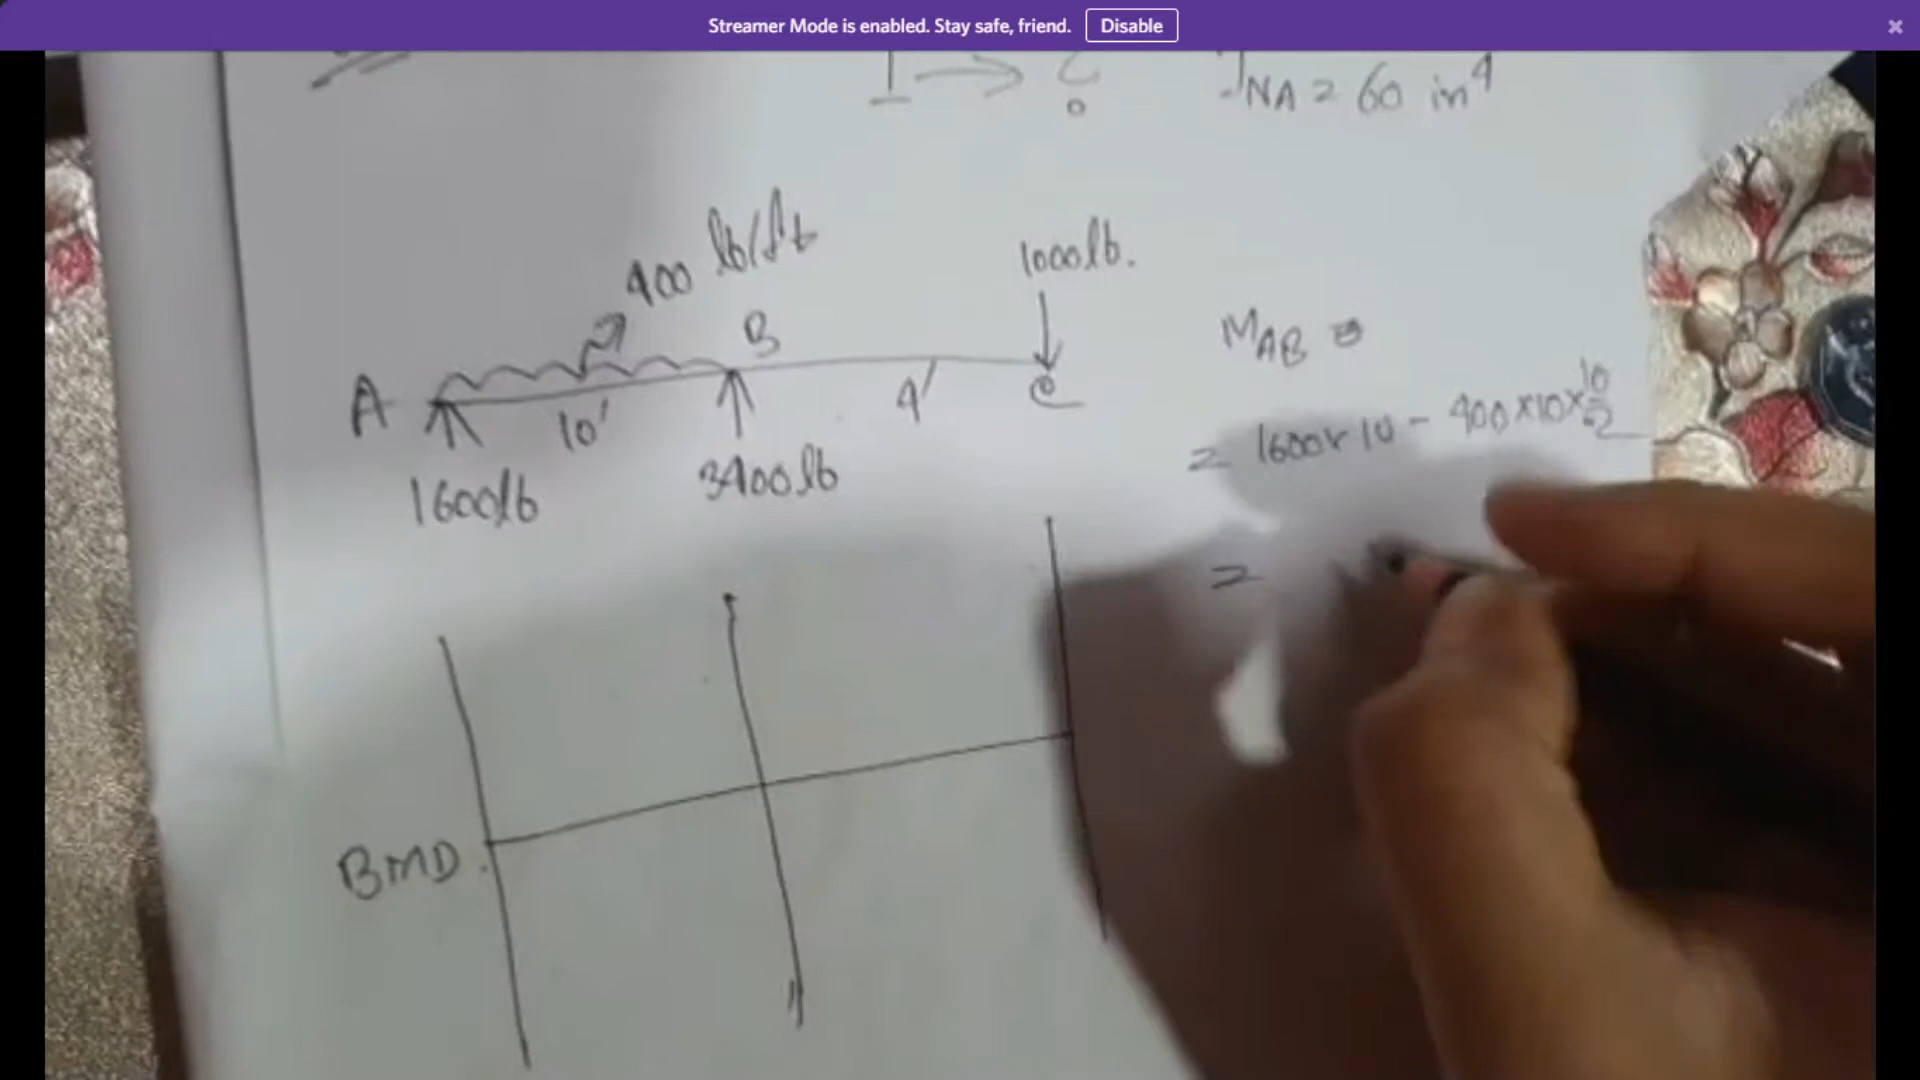 Streamer Mode is enabled. Stay safe, friend. Disable
I → ?
INA = 60 in⁴
400 lb/ft
1000 lb.
A B C
10' 4'
1600 lb 3400 lb
MAB =
= 1600 × 10 - 400 × 10 × 10/2
=
BMD